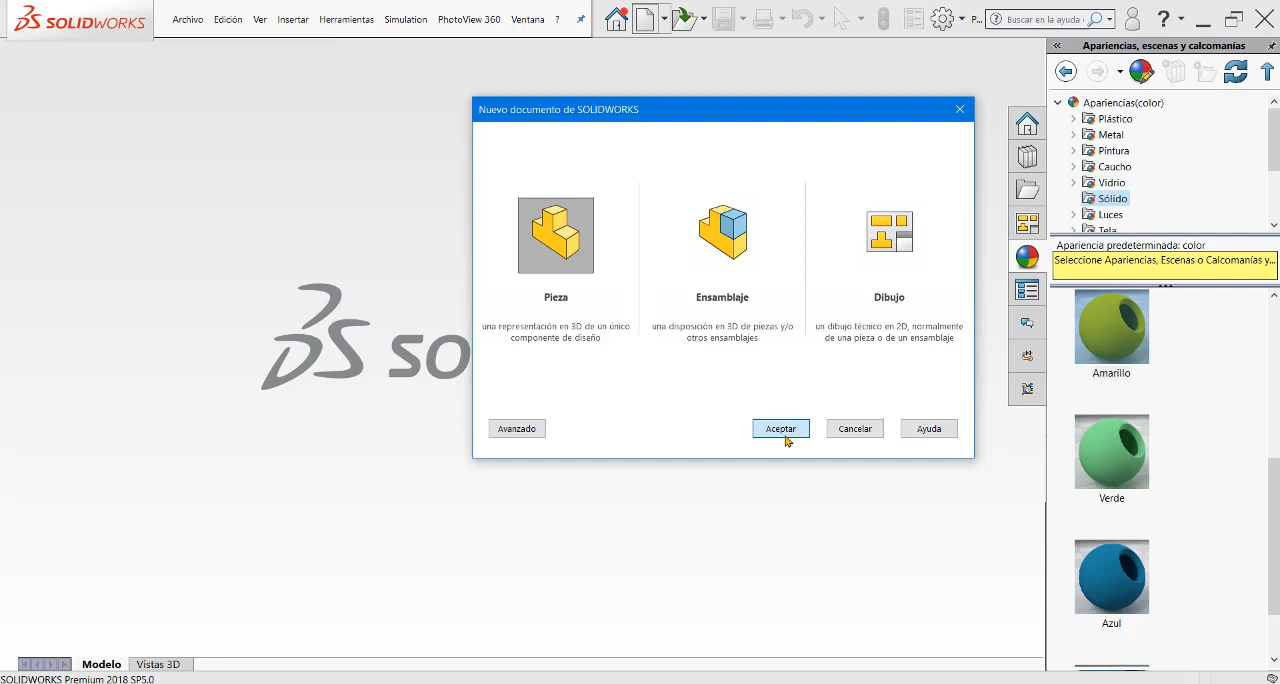 SOLIDWORKS
Archivo Edición Ver Insertar Herramientas Simulation PhotoView 360 Ventana ?
P...
Buscar en la ayuda
?
Apariencias, escenas y calcomanías
Apariencias(color)
Plástico
Metal
Pintura
Caucho
Vidrio
Sólido
Luces
Tela
Apariencia predeterminada: color
Seleccione Apariencias, Escenas o Calcomanías y...
Amarillo
Verde
Azul
Nuevo documento de SOLIDWORKS
Pieza
una representación en 3D de un único
componente de diseño
Ensamblaje
una disposición en 3D de piezas y/o
otros ensamblajes
Dibujo
un dibujo técnico en 2D, normalmente
de una pieza o de un ensamblaje
Avanzado
Aceptar
Cancelar
Ayuda
SO
Modelo
Vistas 3D
SOLIDWORKS Premium 2018 SP5.0